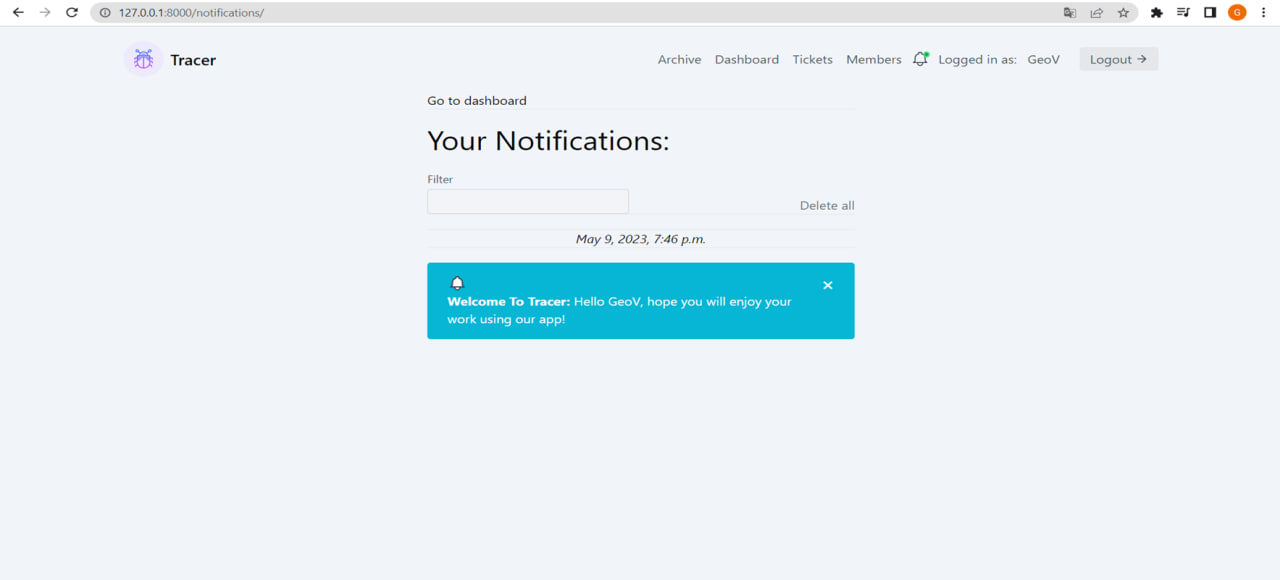 127.0.0.1:8000/notifications/
G
Tracer
Archive Dashboard Tickets Members Logged in as: GeoV Logout →
Go to dashboard
Your Notifications:
Filter
Delete all
May 9, 2023, 7:46 p.m.
Welcome To Tracer: Hello GeoV, hope you will enjoy your
work using our app!